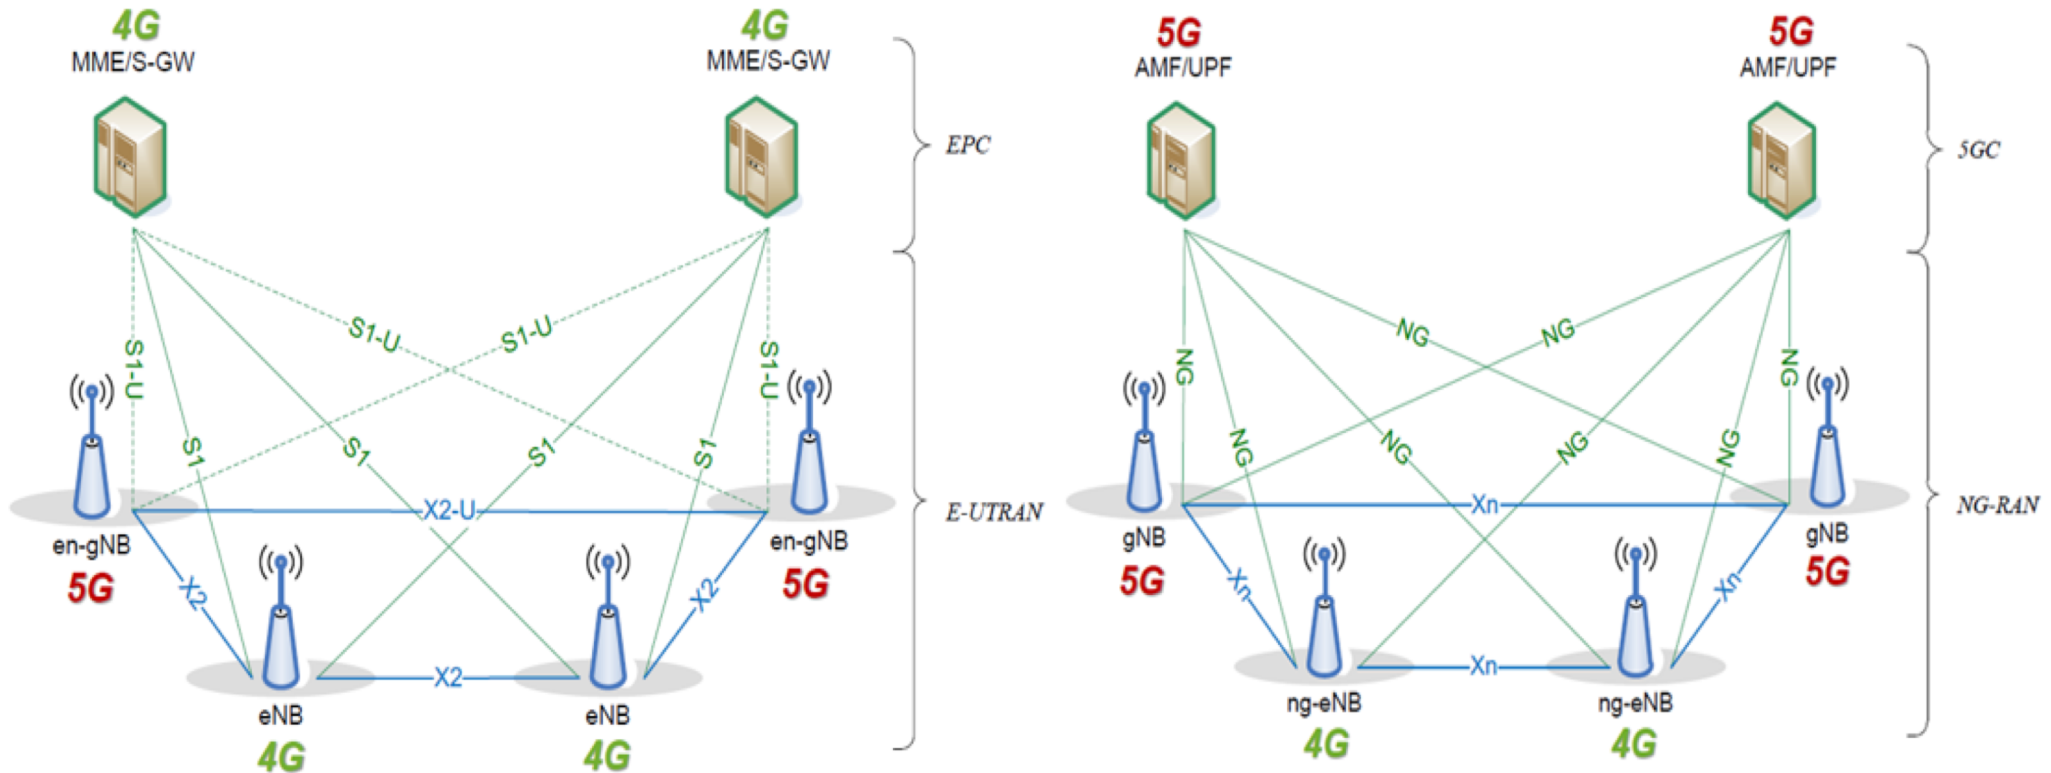 4G
MME/S-GW
4G
MME/S-GW
EPC
S1-U
S1-U
S1-U
S1-U
S1
S1
S1
S1
X2-U
en-gNB
5G
en-gNB
5G
E-UTRAN
X2
X2
X2
eNB
4G
eNB
4G
5G
AMF/UPF
5G
AMF/UPF
5GC
NG
NG
NG
NG
NG
NG
NG
NG
Xn
gNB
5G
gNB
5G
NG-RAN
Xn
Xn
Xn
ng-eNB
4G
ng-eNB
4G